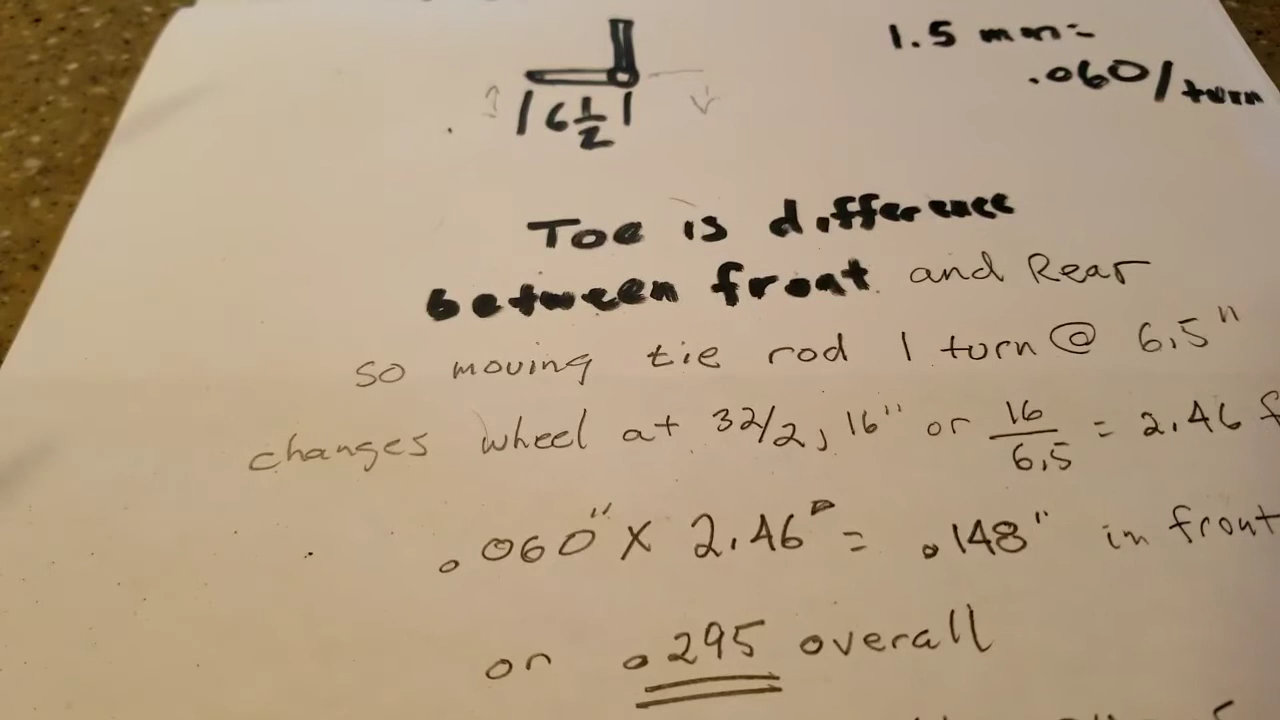 1.5 mm =
.060/turn
6 1/2
Toe is difference
between front and Rear
so moving tie rod 1 turn @ 6.5"
changes wheel at 32/2, 16" or 16/6.5 = 2.46
.060" x 2.46 = .148" in front
or .295 overall